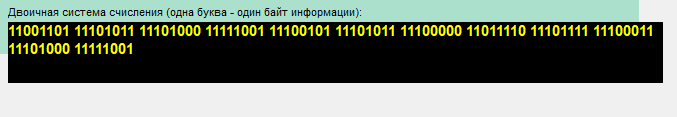 Двоичная система счисления (одна буква - один байт информации):
11001101 11101011 11101000 11111001 11100101 11101011 11100000 11011110 11101111 11100011
11101000 11111001